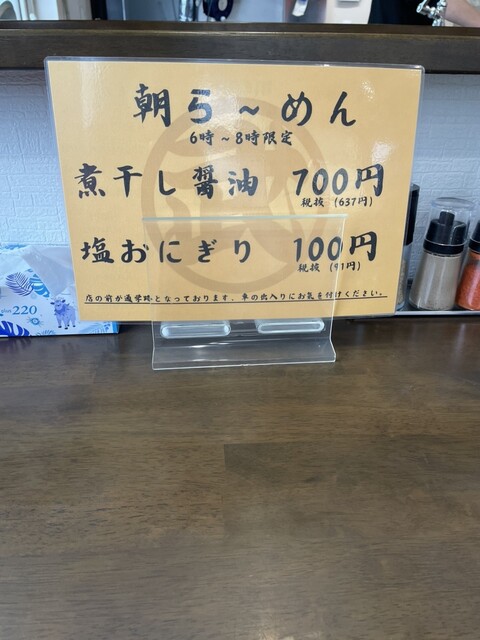 朝らーめん
6時~8時限定
煮干し醤油 700円
税抜 (637円)
塩おにぎり 100円
税抜 (91円)
店の前が通学路となっております、車の出入りにお気を付けください。
220